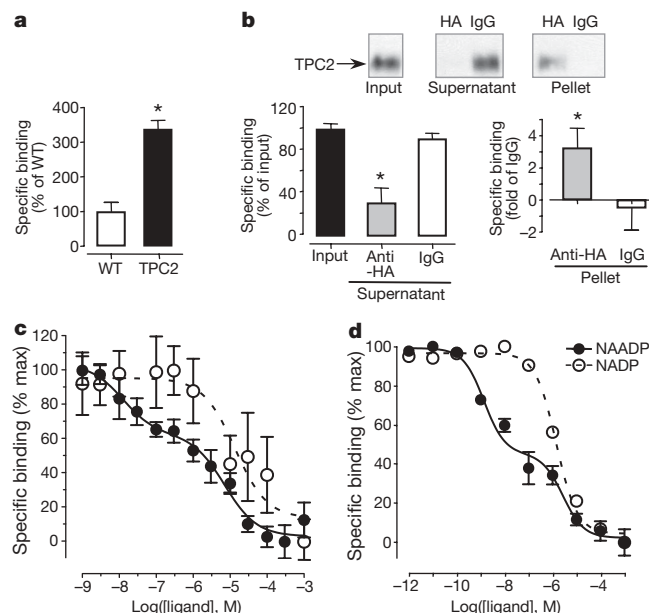 a
Specific binding
(% of WT)
400
300
200
100
0
*
WT TPC2
b
HA IgG
TPC2
Input Supernatant Pellet
Specific binding
(% of input)
120
80
40
0
*
Input Anti-HA IgG
Supernatant
Specific binding
(fold of IgG)
4
2
0
−2
*
Anti-HA IgG
Pellet
c
Specific binding (% max)
120
100
80
60
40
20
0
−9 −8 −7 −6 −5 −4 −3
Log([ligand], M)
d
NAADP
NADP
Specific binding (% max)
100
80
60
40
20
0
−12 −10 −8 −6 −4
Log([ligand], M)